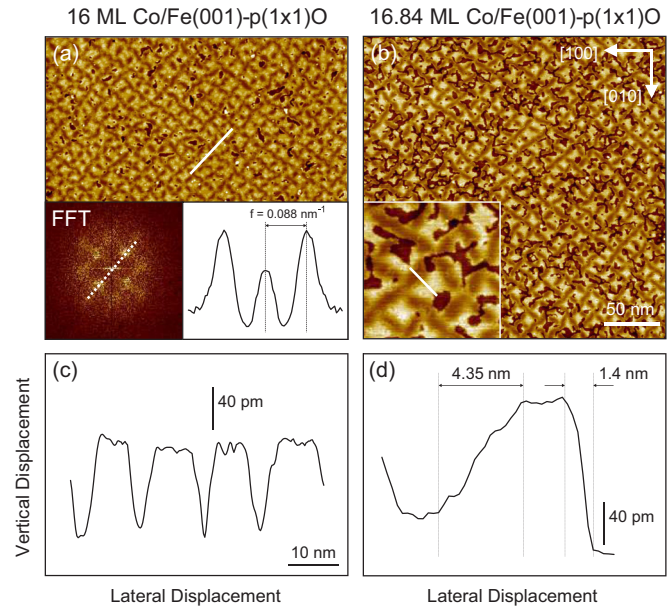 16 ML Co/Fe(001)-p(1x1)O
16.84 ML Co/Fe(001)-p(1x1)O
(a)
(b)
[100]
[010]
FFT
f = 0.088 nm⁻¹
50 nm
(c)
40 pm
10 nm
(d)
4.35 nm
1.4 nm
40 pm
Vertical Displacement
Lateral Displacement
Lateral Displacement